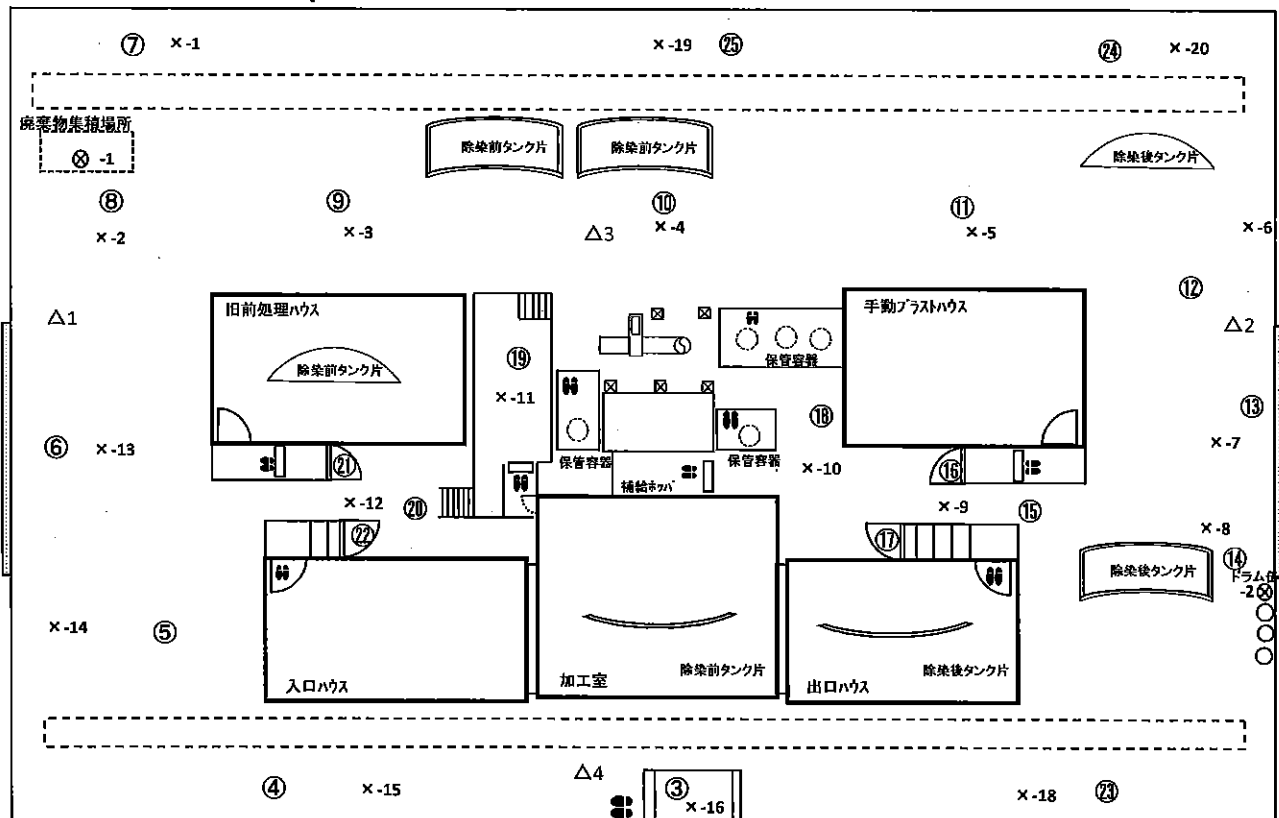 ⑦ ×-1 ×-19 ㉕ ㉔ ×-20
廃棄物集積場所
⊗ -1
除染前タンク片
除染前タンク片
除染後タンク片
⑧ ⑨ ⑩ ⑪
×-2 ×-3 △3 ×-4 ×-5 ×-6
⑫
△1 △2
旧前処理ハウス
除染前タンク片
⑲
×-11
保管容器
手動ブラストハウス
⑱ ⑬
⑥ ×-13 ×-7
㉑ 保管容器 保管容器 ×-10 ⑯
補給ホッパ
×-12 ⑳ ×-9 ⑮
㉒ ⑰ ×-8
除染後タンク片
⑭
-2⊗
×-14 ⑤
入口ハウス
加工室
除染前タンク片
出口ハウス
除染後タンク片
④ ×-15 △4 ③ ×-16 ×-18 ㉓